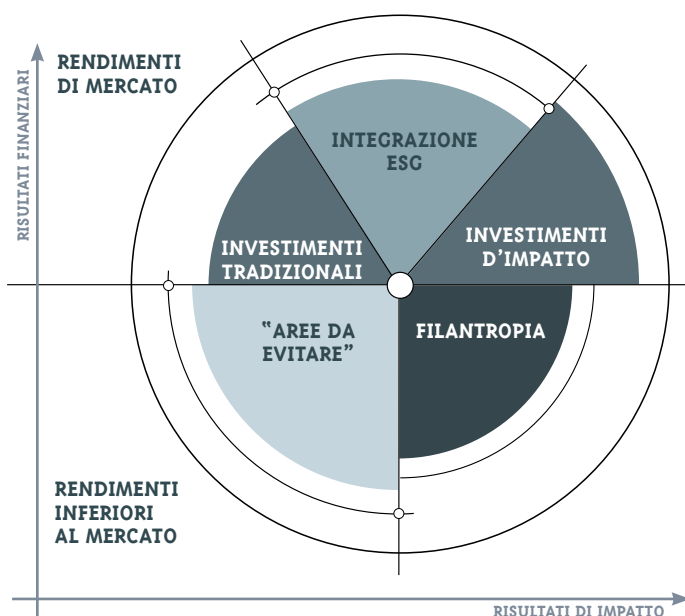 RENDIMENTI
DI MERCATO
RISULTATI FINANZIARI
INTEGRAZIONE
ESG
INVESTIMENTI
TRADIZIONALI
INVESTIMENTI
D’IMPATTO
“AREE DA
EVITARE”
FILANTROPIA
RENDIMENTI
INFERIORI
AL MERCATO
RISULTATI DI IMPATTO